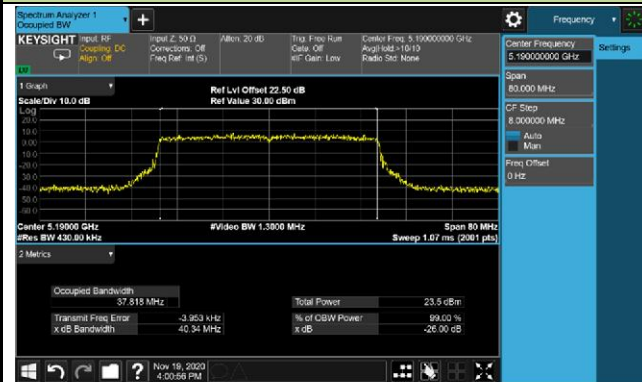 Spectrum Analyzer 1
Occupied BW
Frequency
KEYSIGHT
Input: RF
Coupling: DC
Align: Off
Input Z: 50 Ω
Corrections: Off
Freq Ref: Int (S)
Atten: 20 dB
Trig: Free Run
Gate: Off
#IF Gain: Low
Center Freq: 5.190000000 GHz
Avg|Hold:>10/10
Radio Std: None
Center Frequency
5.190000000 GHz
Settings
Span
80.000 MHz
CF Step
8.000000 MHz
Auto
Man
Freq Offset
0 Hz
1 Graph
Scale/Div 10.0 dB
Ref Lvl Offset 22.50 dB
Ref Value 30.00 dBm
Log
20.0
10.0
0.00
-10.0
-20.0
-30.0
-40.0
-50.0
-60.0
Center 5.19000 GHz
#Res BW 430.00 kHz
#Video BW 1.3000 MHz
Span 80 MHz
Sweep 1.07 ms (2001 pts)
2 Metrics
Occupied Bandwidth
37.818 MHz
Total Power
23.5 dBm
Transmit Freq Error
-3.953 kHz
% of OBW Power
99.00 %
x dB Bandwidth
40.34 MHz
x dB
-26.00 dB
Nov 19, 2020
4:00:56 PM